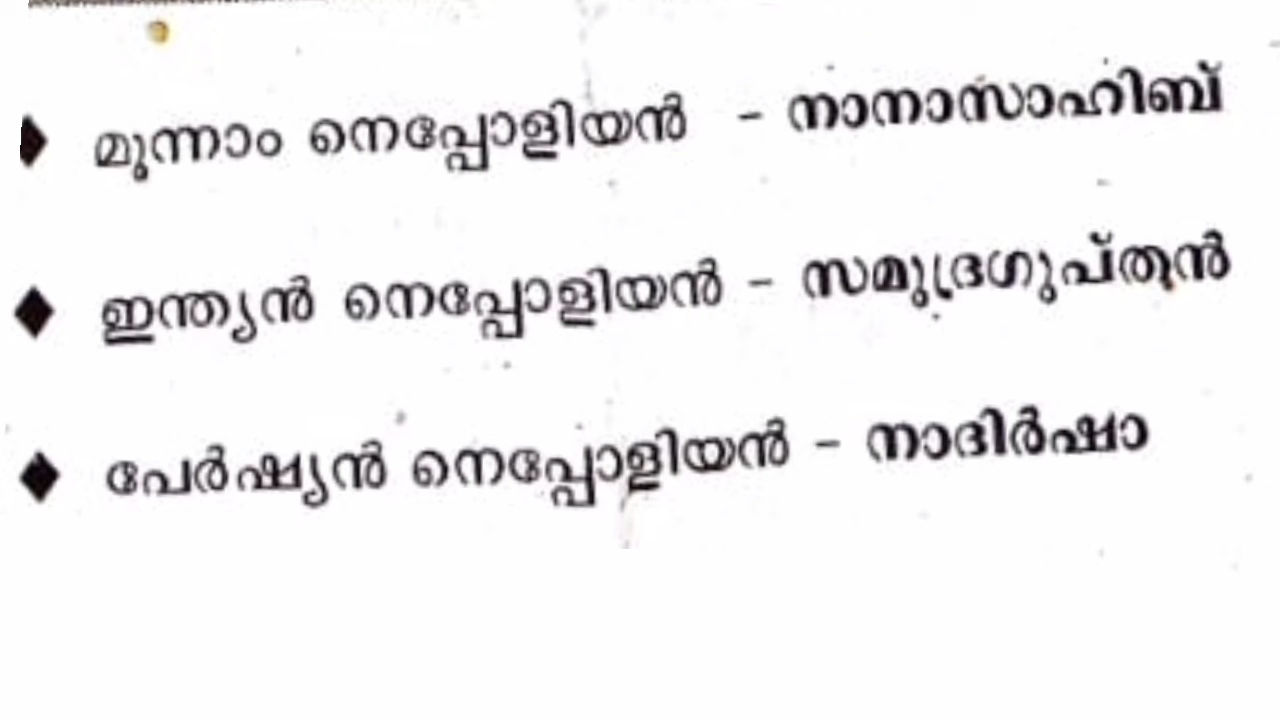 ♦ മൂന്നാം നെപ്പോളിയൻ - നാനാസാഹിബ്
♦ ഇന്ത്യൻ നെപ്പോളിയൻ - സമുദ്രഗുപ്തൻ
♦ പേർഷ്യൻ നെപ്പോളിയൻ - നാദിർഷാ